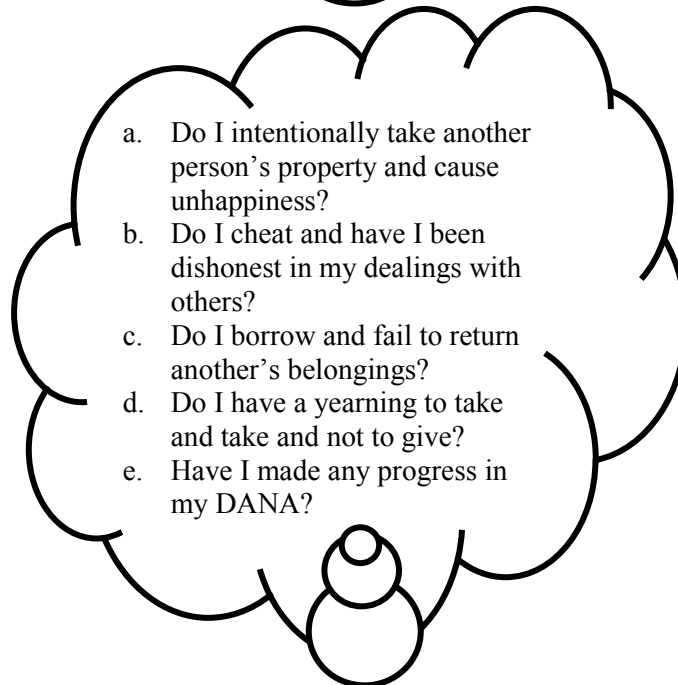 a. Do I intentionally take another
person’s property and cause
unhappiness?
b. Do I cheat and have I been
dishonest in my dealings with
others?
c. Do I borrow and fail to return
another’s belongings?
d. Do I have a yearning to take
and take and not to give?
e. Have I made any progress in
my DANA?